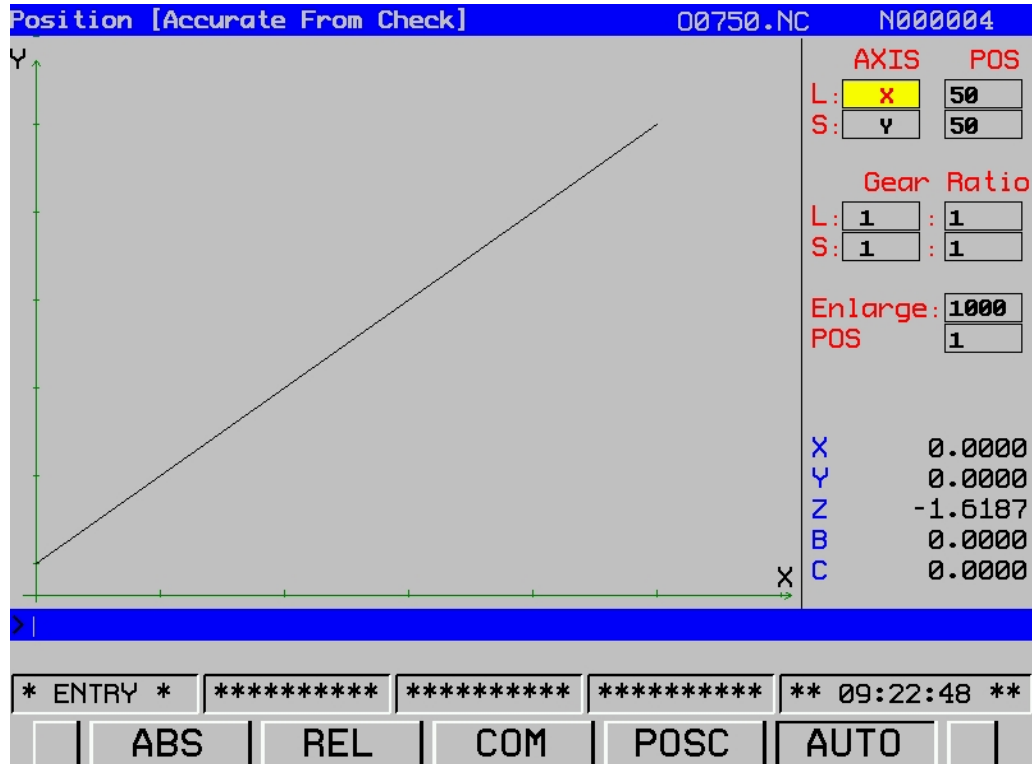 Position [Accurate From Check] O0750.NC N000004
Y
AXIS POS
L: X 50
S: Y 50
Gear Ratio
L: 1 : 1
S: 1 : 1
Enlarge: 1000
POS 1
X 0.0000
Y 0.0000
Z -1.6187
B 0.0000
C 0.0000
X
>
* ENTRY * ********** ********** ********** ** 09:22:48 **
ABS REL COM POSC AUTO